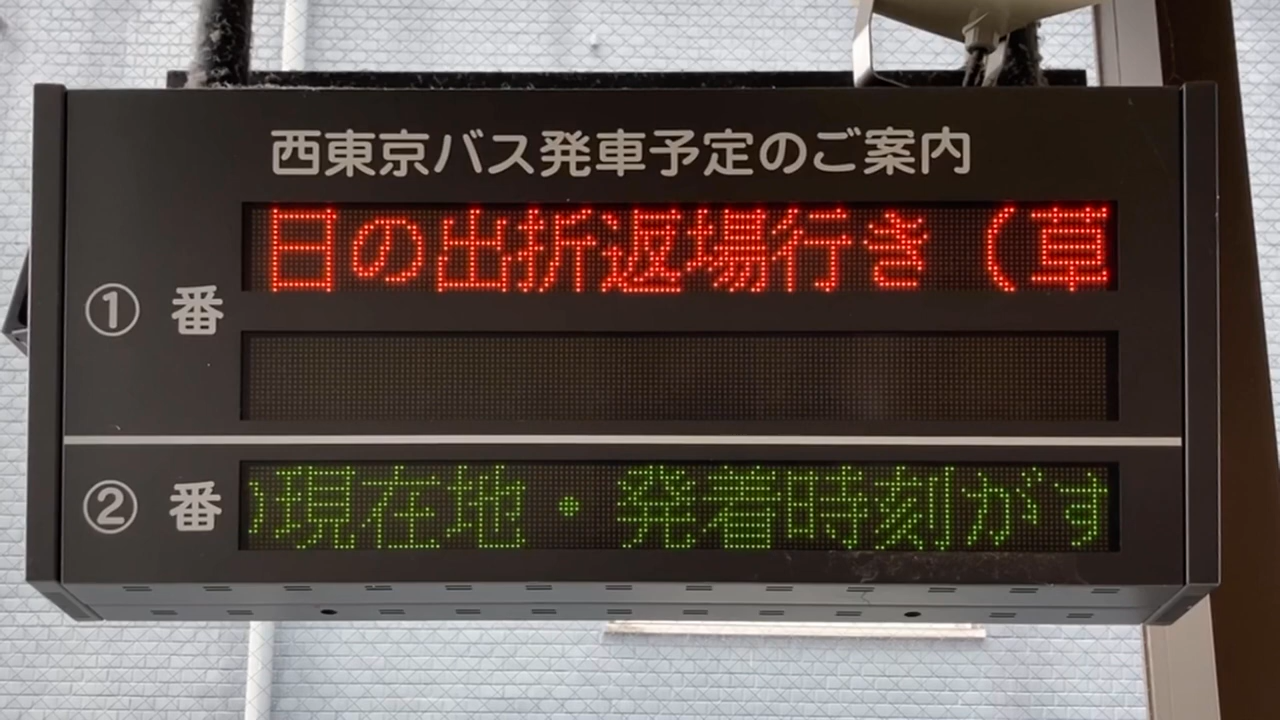 西東京バス発車予定のご案内
① 番
日の出折返場行き（草
② 番
現在地・発着時刻がす